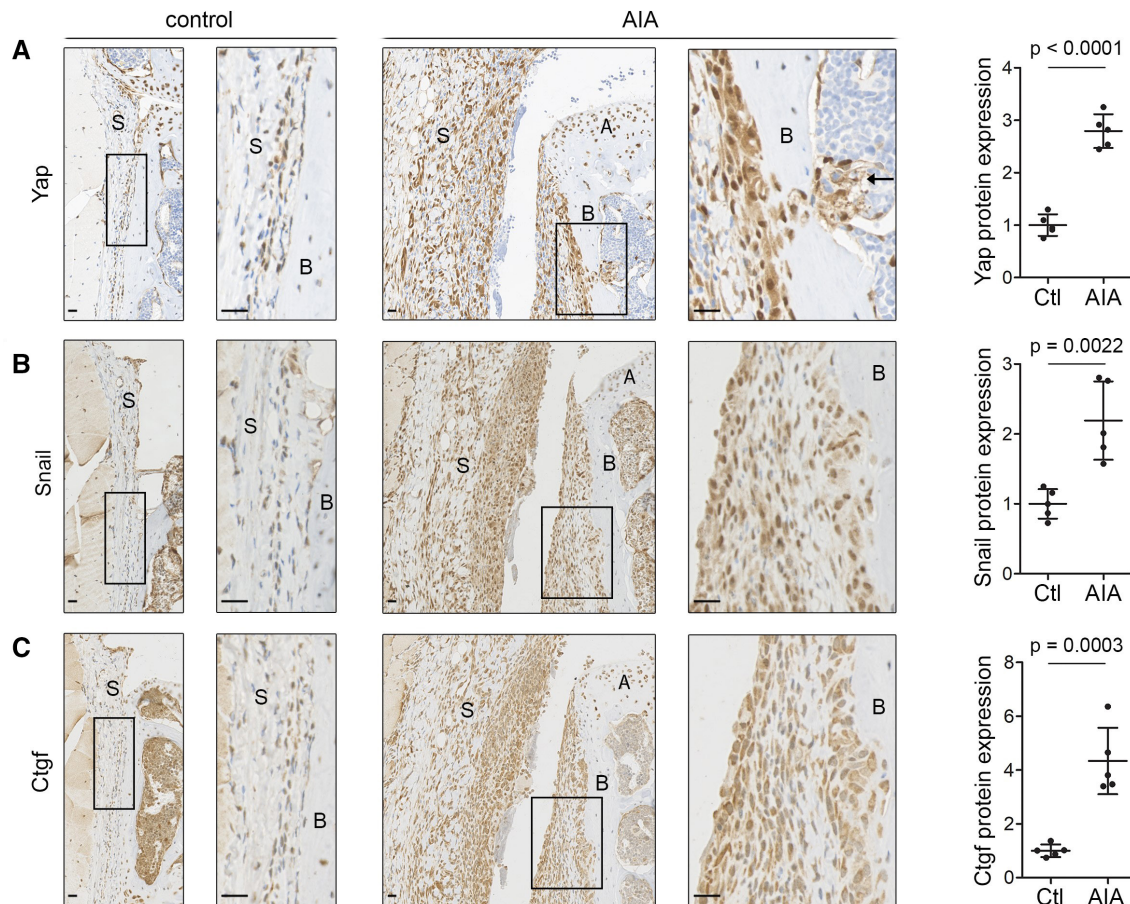 control
AIA
A
Yap
S
S
B
S
A
B
B
p < 0.0001
Yap protein expression
4
3
2
1
0
Ctl
AIA
B
Snail
S
S
B
S
A
B
B
p = 0.0022
Snail protein expression
3
2
1
0
Ctl
AIA
C
Ctgf
S
S
B
S
A
B
B
p = 0.0003
Ctgf protein expression
8
6
4
2
0
Ctl
AIA